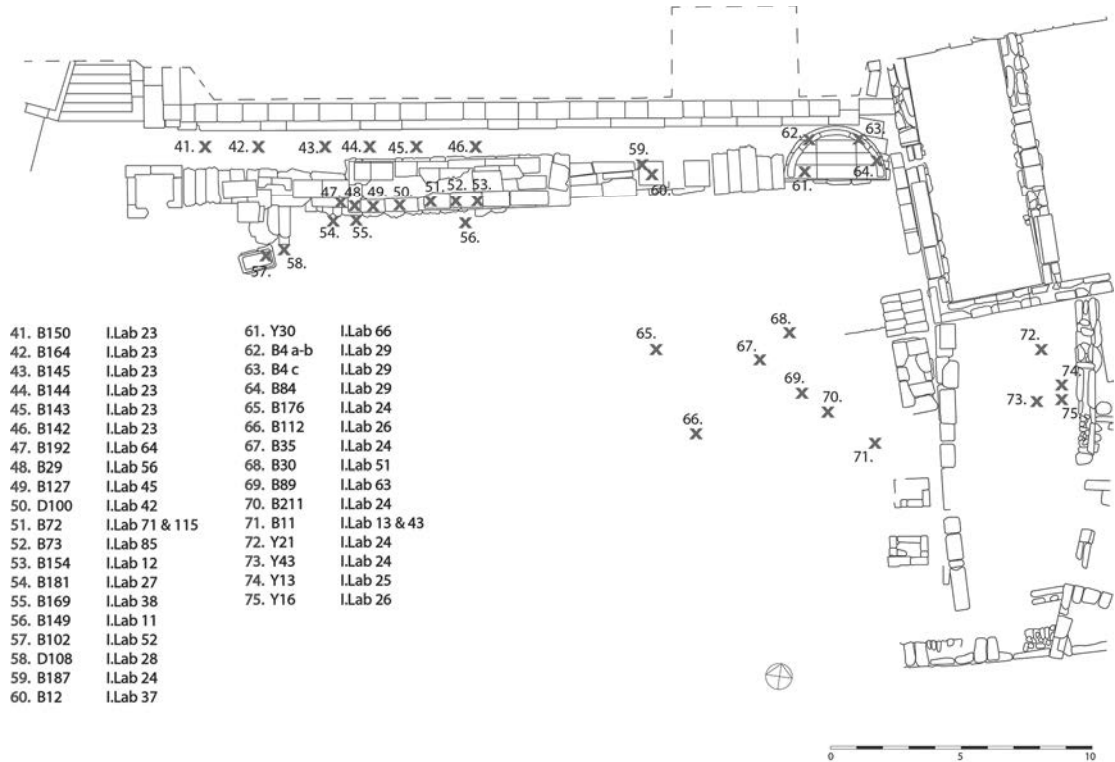 62. 63.
41. 42. 43. 44. 45. 46. 59. 64.
60. 61.
47. 48. 49. 50. 51. 52. 53.
54. 55. 56.
57. 58.
68.
65. 67. 72.
69. 74.
70. 73. 75.
66.
71.
41. B150 I.Lab 23
42. B164 I.Lab 23
43. B145 I.Lab 23
44. B144 I.Lab 23
45. B143 I.Lab 23
46. B142 I.Lab 23
47. B192 I.Lab 64
48. B29 I.Lab 56
49. B127 I.Lab 45
50. D100 I.Lab 42
51. B72 I.Lab 71 & 115
52. B73 I.Lab 85
53. B154 I.Lab 12
54. B181 I.Lab 27
55. B169 I.Lab 38
56. B149 I.Lab 11
57. B102 I.Lab 52
58. D108 I.Lab 28
59. B187 I.Lab 24
60. B12 I.Lab 37
61. Y30 I.Lab 66
62. B4 a-b I.Lab 29
63. B4 c I.Lab 29
64. B84 I.Lab 29
65. B176 I.Lab 24
66. B112 I.Lab 26
67. B35 I.Lab 24
68. B30 I.Lab 51
69. B89 I.Lab 63
70. B211 I.Lab 24
71. B11 I.Lab 13 & 43
72. Y21 I.Lab 24
73. Y43 I.Lab 24
74. Y13 I.Lab 25
75. Y16 I.Lab 26
0 5 10